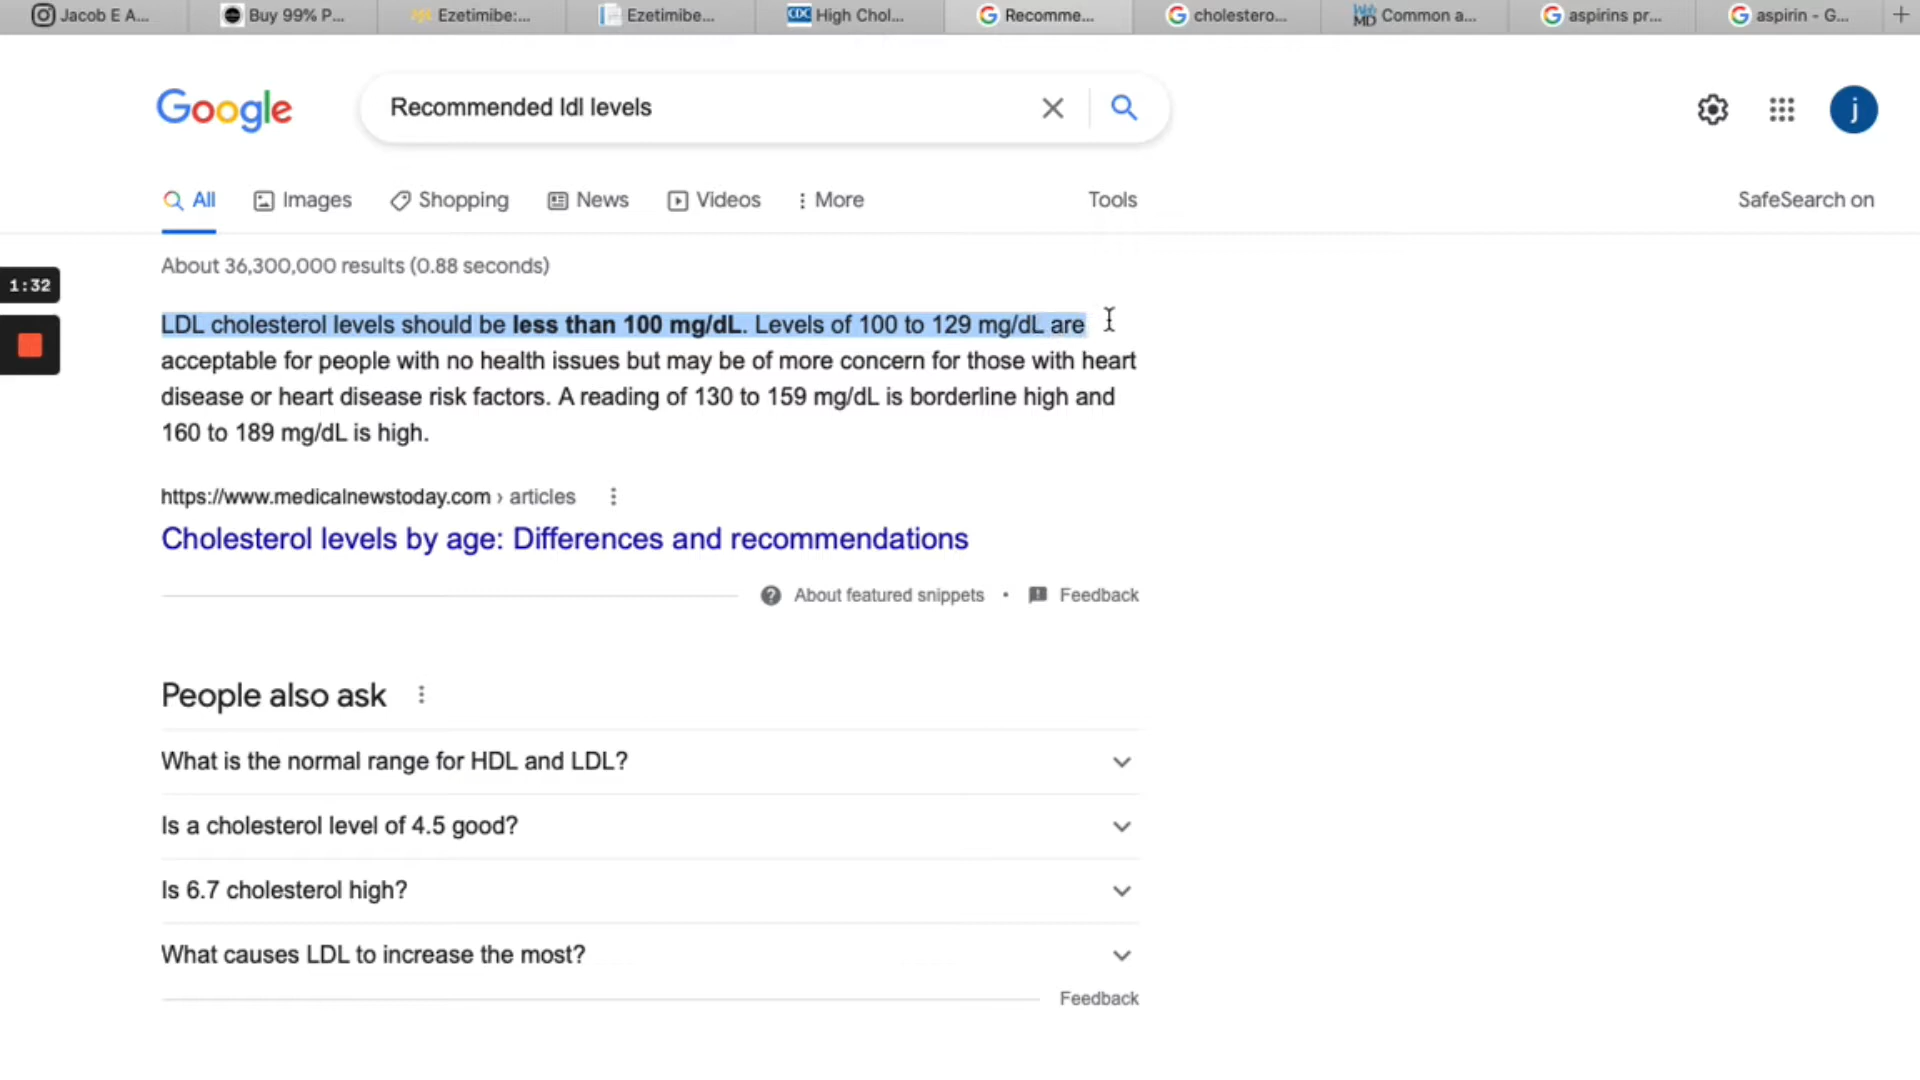 Jacob E A...
Buy 99% P...
Ezetimibe:...
Ezetimibe...
CDC High Chol...
Recomme...
cholestero...
Web MD Common a...
aspirins pr...
aspirin - G...
Google
Recommended ldl levels
j
All
Images
Shopping
News
Videos
More
Tools
SafeSearch on
About 36,300,000 results (0.88 seconds)
1:32
LDL cholesterol levels should be less than 100 mg/dL. Levels of 100 to 129 mg/dL are
acceptable for people with no health issues but may be of more concern for those with heart
disease or heart disease risk factors. A reading of 130 to 159 mg/dL is borderline high and
160 to 189 mg/dL is high.
https://www.medicalnewstoday.com › articles
Cholesterol levels by age: Differences and recommendations
About featured snippets • Feedback
People also ask
What is the normal range for HDL and LDL?
Is a cholesterol level of 4.5 good?
Is 6.7 cholesterol high?
What causes LDL to increase the most?
Feedback